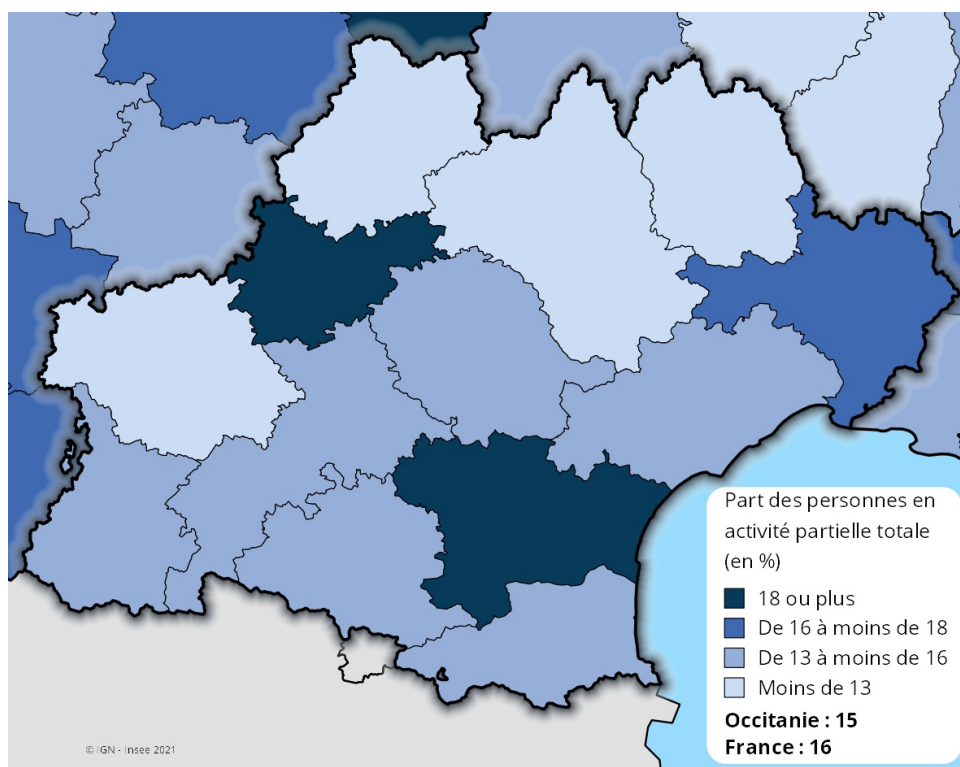 Part des personnes en
activité partielle totale
(en %)
18 ou plus
De 16 à moins de 18
De 13 à moins de 16
Moins de 13
Occitanie : 15
France : 16
© IGN - Insee 2021